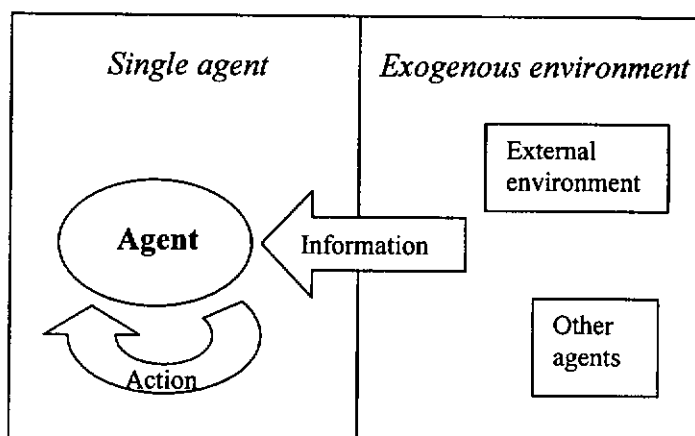 Single agent
Exogenous environment
External
environment
Agent
Information
Other
agents
Action